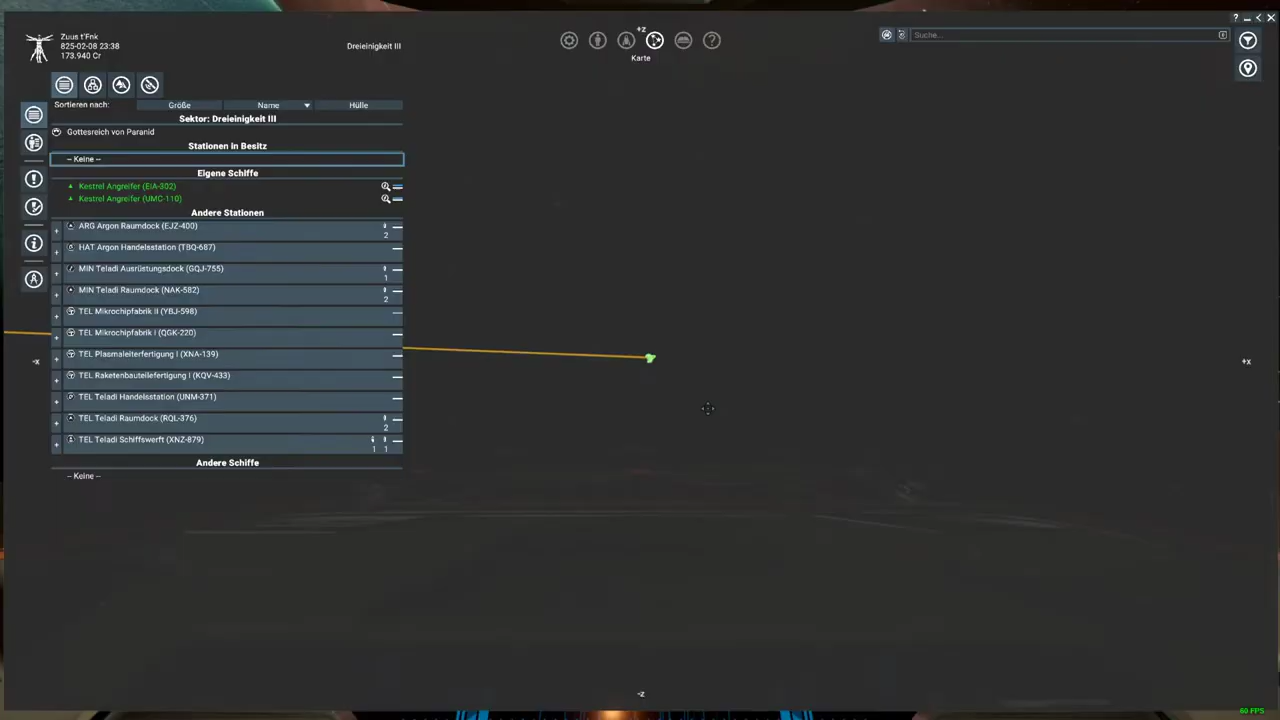 Zuus t'Fnk
825-02-08 23:38
173.940 Cr
Dreieinigkeit III
+z
Karte
Suche...
Sortieren nach:
Größe
Name
Hülle
Sektor: Dreieinigkeit III
Gottesreich von Paranid
Stationen in Besitz
-- Keine --
Eigene Schiffe
Kestrel Angreifer (EIA-302)
Kestrel Angreifer (UMC-110)
Andere Stationen
ARG Argon Raumdock (EJZ-400)
2
HAT Argon Handelsstation (TBQ-687)
MIN Teladi Ausrüstungsdock (GQJ-755)
1
MIN Teladi Raumdock (NAK-582)
2
TEL Mikrochipfabrik II (YBJ-598)
TEL Mikrochipfabrik I (QGK-220)
TEL Plasmaleiterfertigung I (XNA-139)
TEL Raketenbauteilefertigung I (KQV-433)
TEL Teladi Handelsstation (UNM-371)
TEL Teladi Raumdock (RQL-376)
2
TEL Teladi Schiffswerft (XNZ-879)
1 1
Andere Schiffe
-- Keine --
-x
+x
-z
60 FPS